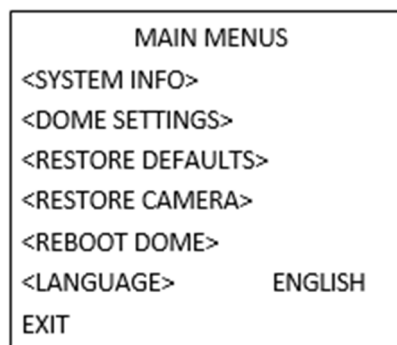 MAIN MENUS
<SYSTEM INFO>
<DOME SETTINGS>
<RESTORE DEFAULTS>
<RESTORE CAMERA>
<REBOOT DOME>
<LANGUAGE> ENGLISH
EXIT